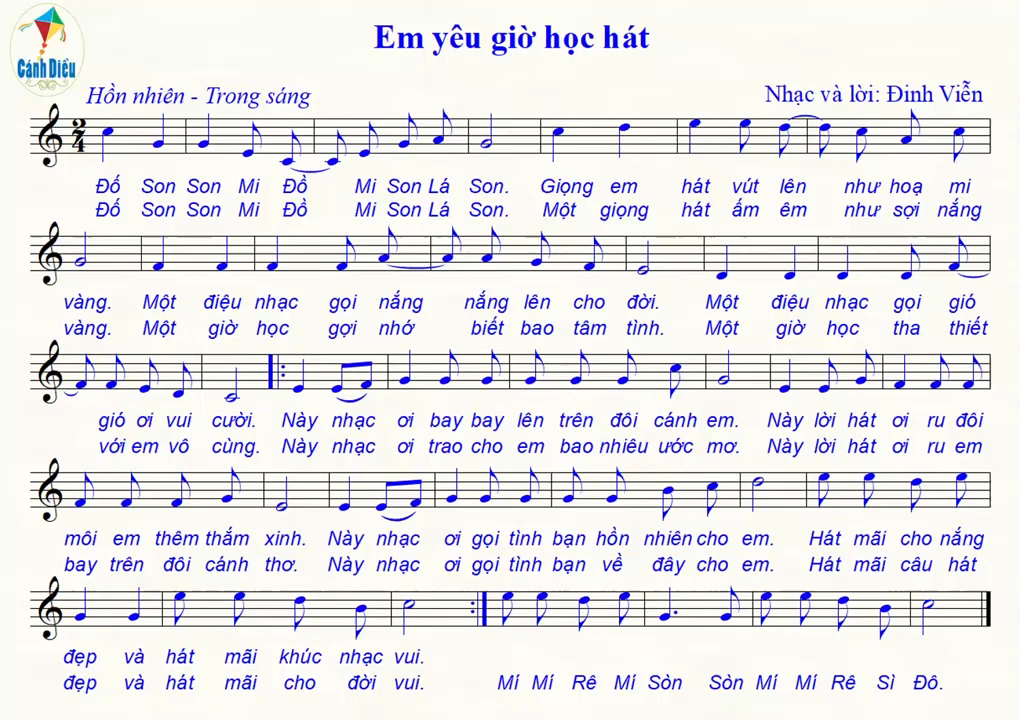 Cánh Diều
Em yêu giờ học hát
Hồn nhiên - Trong sáng
Nhạc và lời: Đinh Viễn
2
4
Đố Son Son Mi Đồ Mi Son Lá Son. Giọng em hát vút lên như hoạ mi
Đố Son Son Mi Đồ Mi Son Lá Son. Một giọng hát ấm êm như sợi nắng
vàng. Một điệu nhạc gọi nắng nắng lên cho đời. Một điệu nhạc gọi gió
vàng. Một giờ học gợi nhớ biết bao tâm tình. Một giờ học tha thiết
gió ơi vui cười. Này nhạc ơi bay bay lên trên đôi cánh em. Này lời hát ơi ru đôi
với em vô cùng. Này nhạc ơi trao cho em bao nhiêu ước mơ. Này lời hát ơi ru em
môi em thêm thắm xinh. Này nhạc ơi gọi tình bạn hồn nhiên cho em. Hát mãi cho nắng
bay trên đôi cánh thơ. Này nhạc ơi gọi tình bạn về đây cho em. Hát mãi câu hát
đẹp và hát mãi khúc nhạc vui.
đẹp và hát mãi cho đời vui. Mí Mí Rê Mí Sòn Sòn Mí Mí Rê Sì Đô.